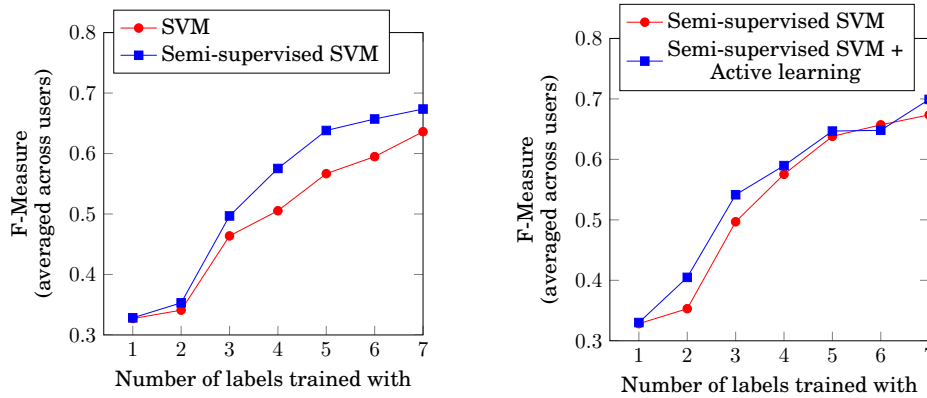 SVM
Semi-supervised SVM
0.8
0.7
0.6
0.5
0.4
0.3
F-Measure
(averaged across users)
1 2 3 4 5 6 7
Number of labels trained with
Semi-supervised SVM
Semi-supervised SVM +
Active learning
0.8
0.7
0.6
0.5
0.4
0.3
F-Measure
(averaged across users)
1 2 3 4 5 6 7
Number of labels trained with